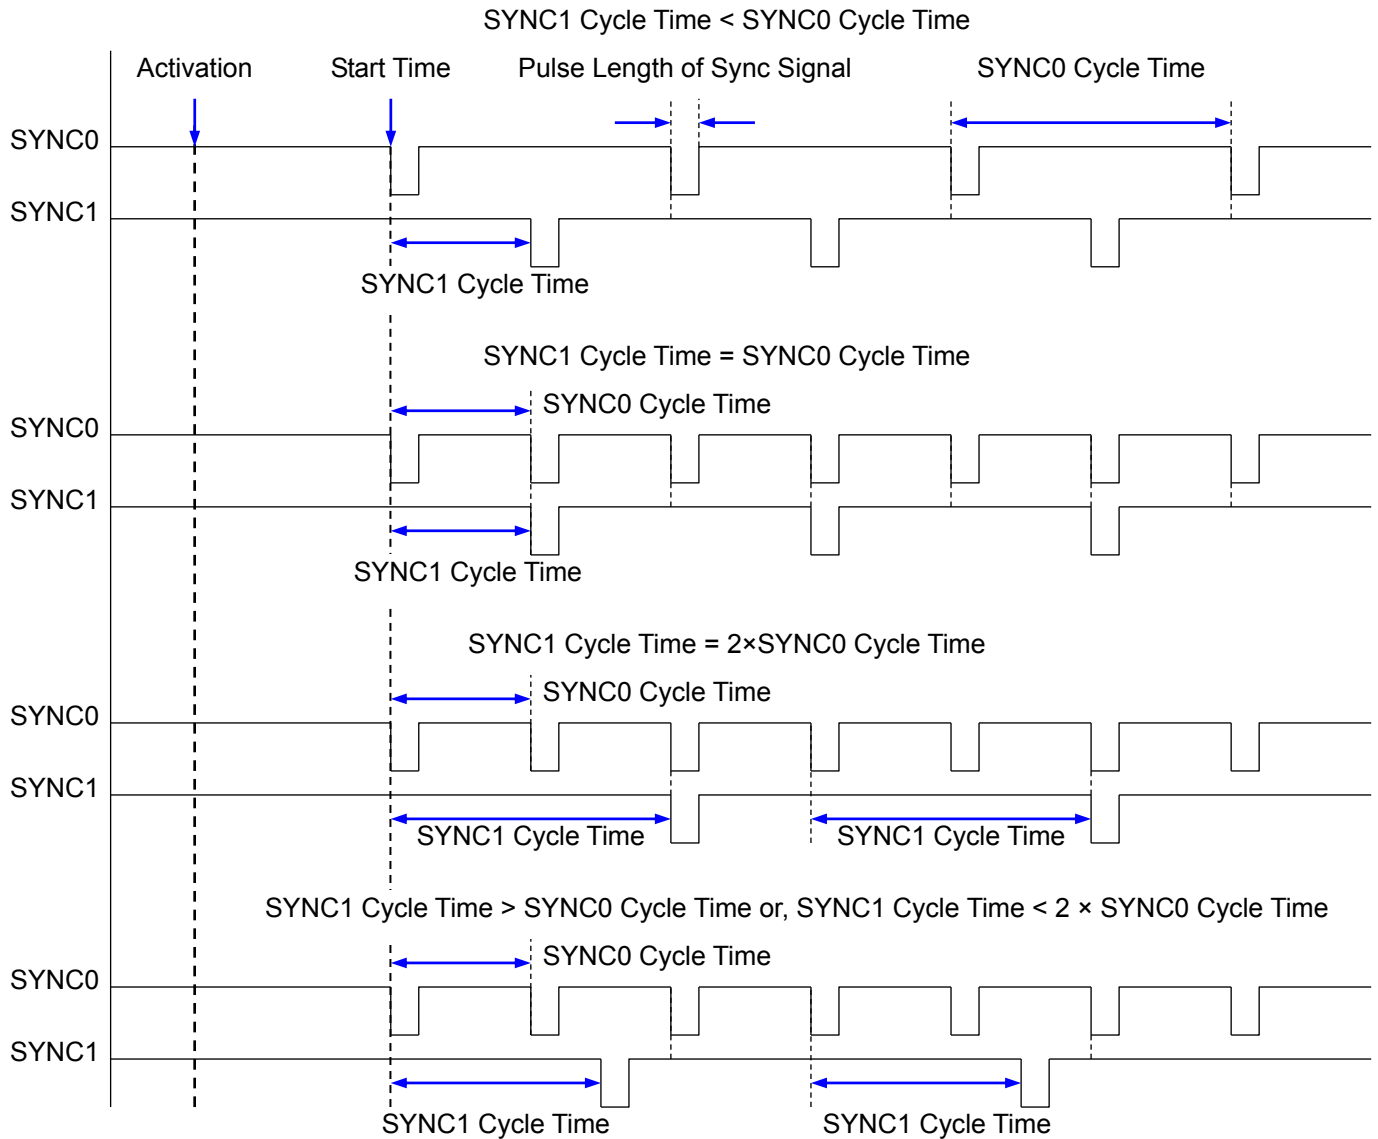 SYNC1 Cycle Time < SYNC0 Cycle Time
Activation
Start Time
Pulse Length of Sync Signal
SYNC0 Cycle Time
SYNC0
SYNC1
SYNC1 Cycle Time
SYNC1 Cycle Time = SYNC0 Cycle Time
SYNC0 Cycle Time
SYNC0
SYNC1
SYNC1 Cycle Time
SYNC1 Cycle Time = 2×SYNC0 Cycle Time
SYNC0 Cycle Time
SYNC0
SYNC1
SYNC1 Cycle Time
SYNC1 Cycle Time
SYNC1 Cycle Time > SYNC0 Cycle Time or, SYNC1 Cycle Time < 2 × SYNC0 Cycle Time
SYNC0 Cycle Time
SYNC0
SYNC1
SYNC1 Cycle Time
SYNC1 Cycle Time